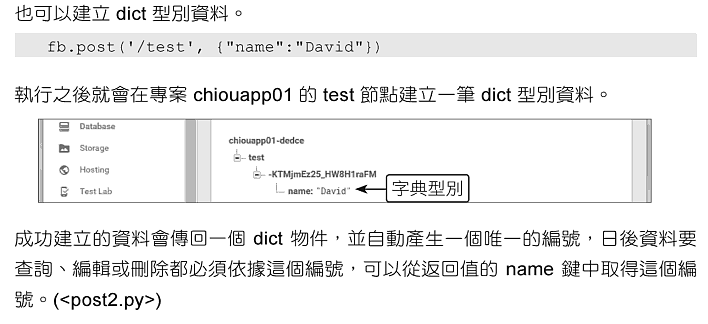 也可以建立 dict 型別資料。
fb.post('/test', {"name":"David"})
執行之後就會在專案 chiouapp01 的 test 節點建立一筆 dict 型別資料。
Database
Storage
Hosting
Test Lab
chiouapp01-dedce
test
-KTMjmEz25_HW8H1raFM
name: "David"
字典型別
成功建立的資料會傳回一個 dict 物件，並自動產生一個唯一的編號，日後資料要
查詢、編輯或刪除都必須依據這個編號，可以從返回值的 name 鍵中取得這個編
號。(<post2.py>)